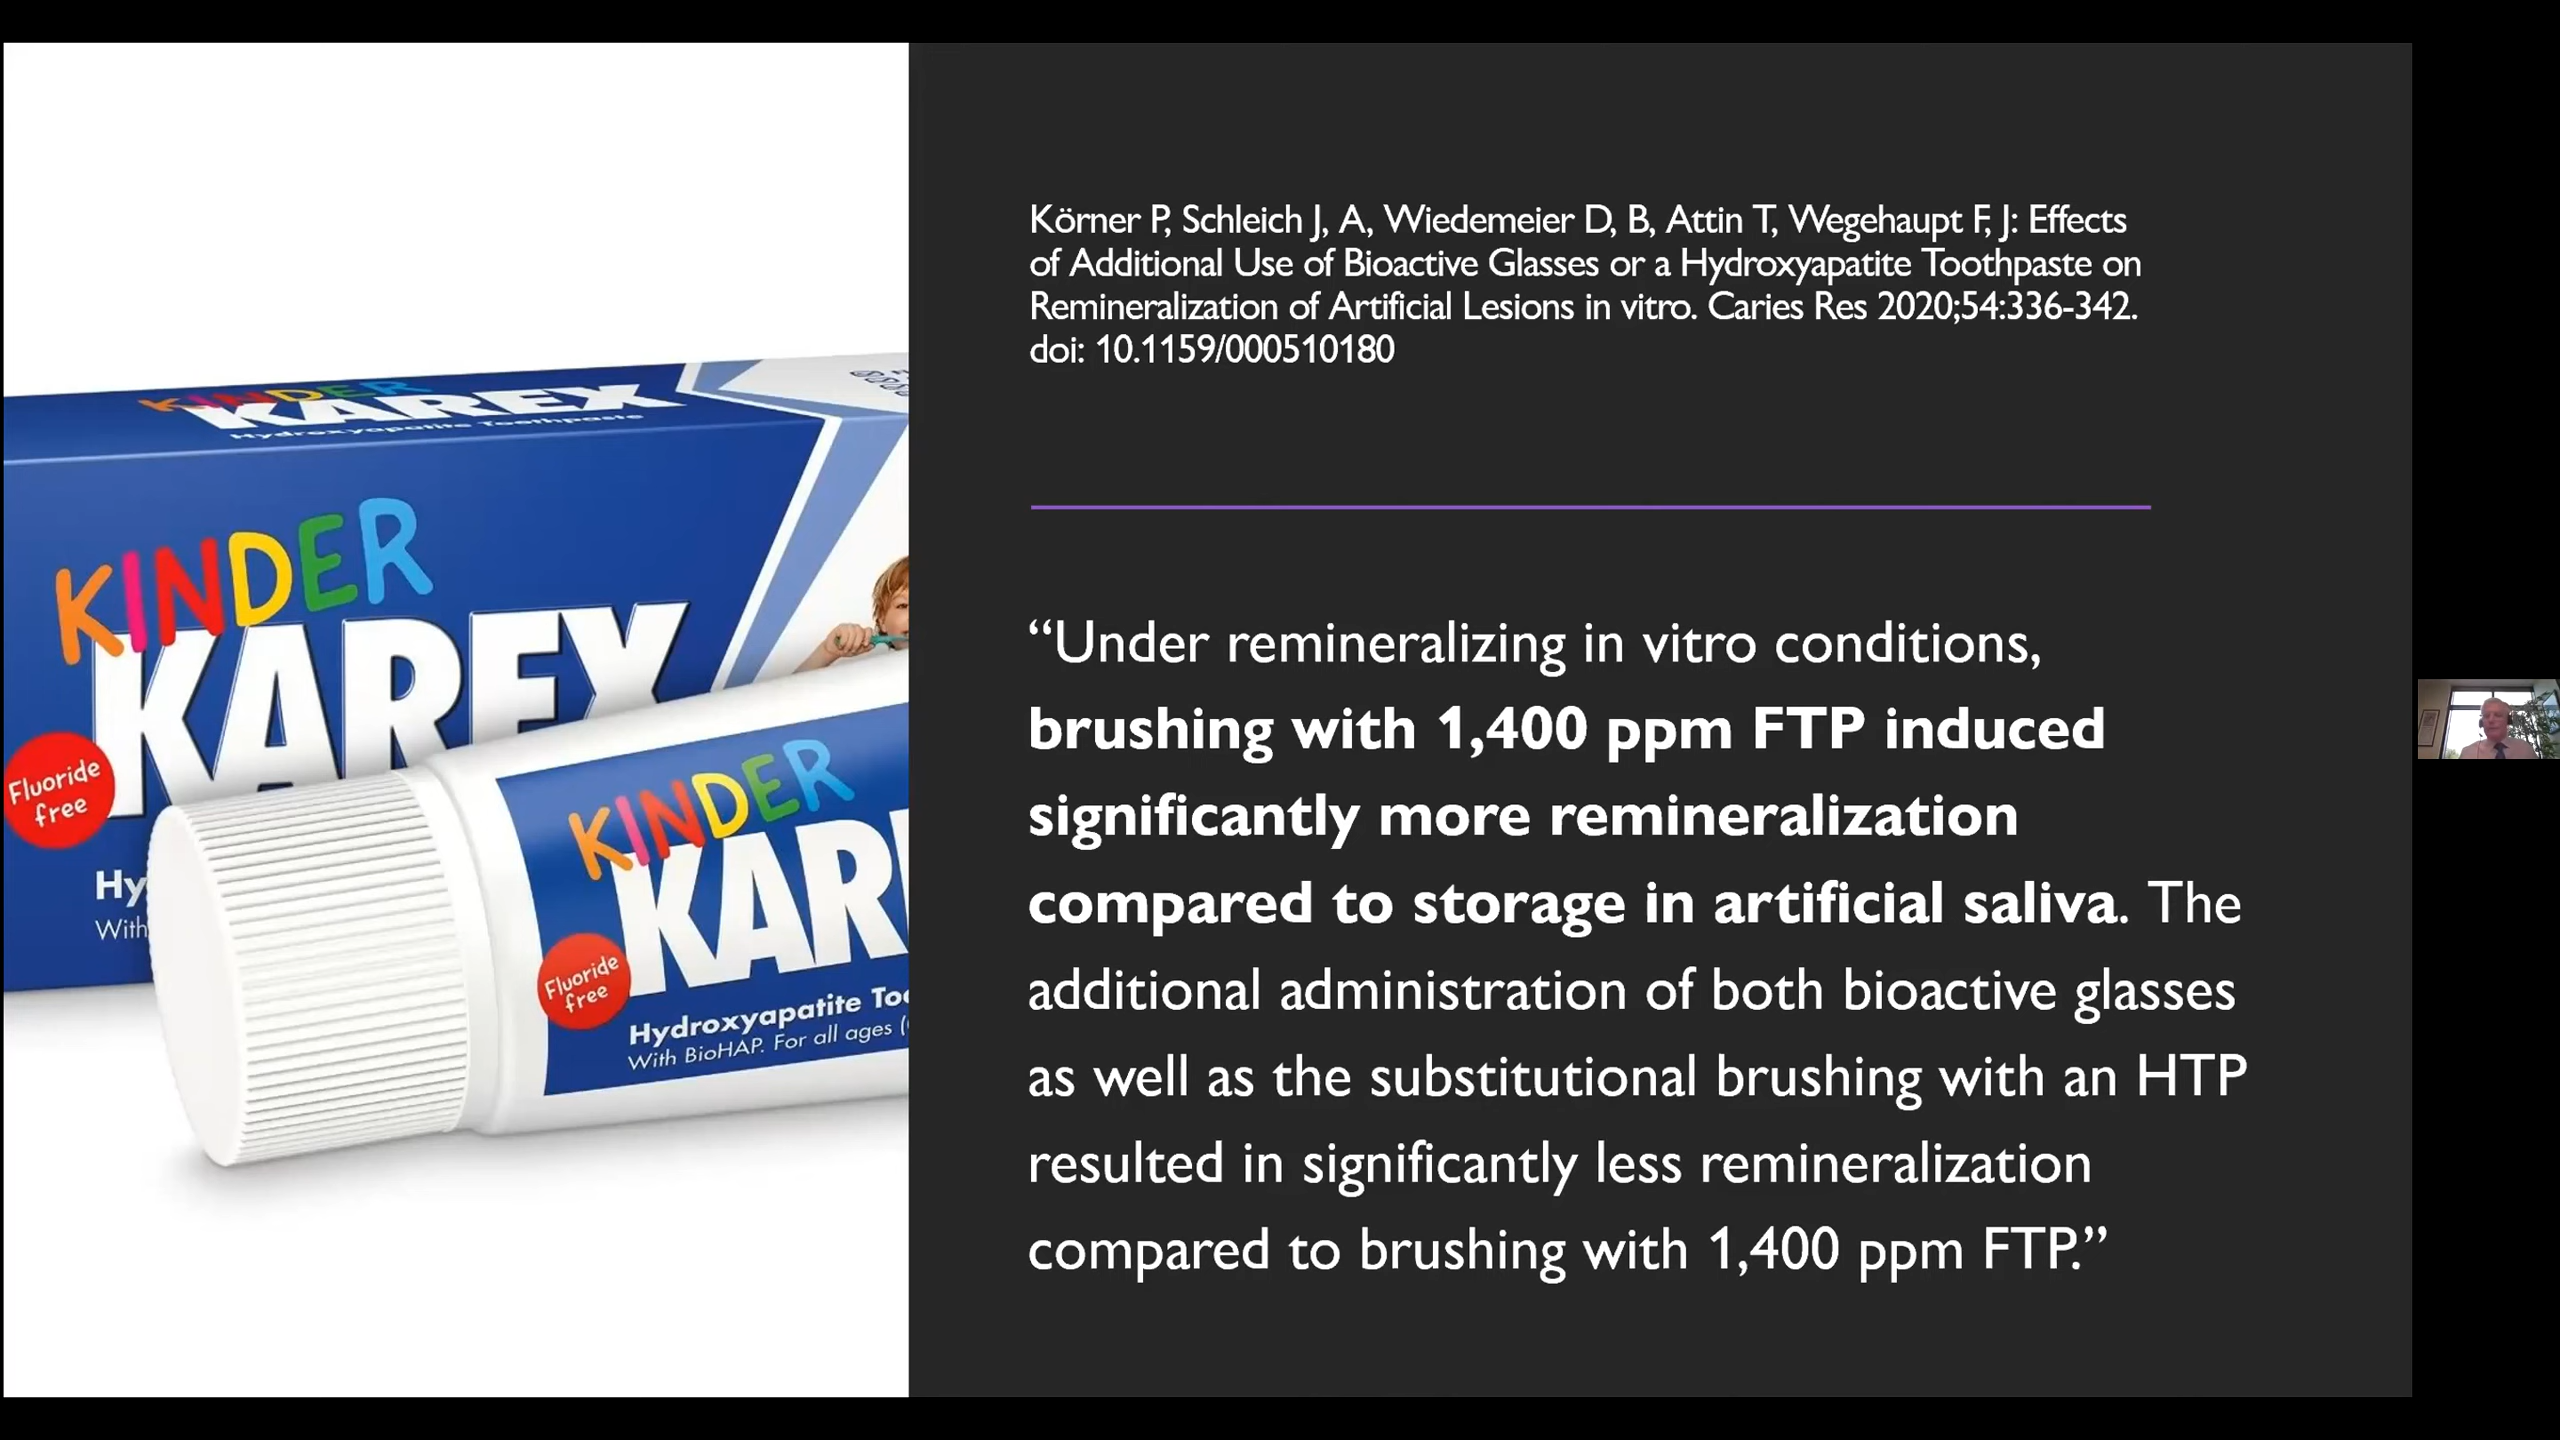 KINDER
KAREX
Hydroxyapatite Toothpaste
KINDER
KAREX
Fluoride
free
Hy
With
KINDER
KAR
Fluoride
free
Hydroxyapatite Too
With BioHAP. For all ages (
Körner P, Schleich J, A, Wiedemeier D, B, Attin T, Wegehaupt F, J: Effects
of Additional Use of Bioactive Glasses or a Hydroxyapatite Toothpaste on
Remineralization of Artificial Lesions in vitro. Caries Res 2020;54:336-342.
doi: 10.1159/000510180
“Under remineralizing in vitro conditions,
brushing with 1,400 ppm FTP induced
significantly more remineralization
compared to storage in artificial saliva. The
additional administration of both bioactive glasses
as well as the substitutional brushing with an HTP
resulted in significantly less remineralization
compared to brushing with 1,400 ppm FTP.”